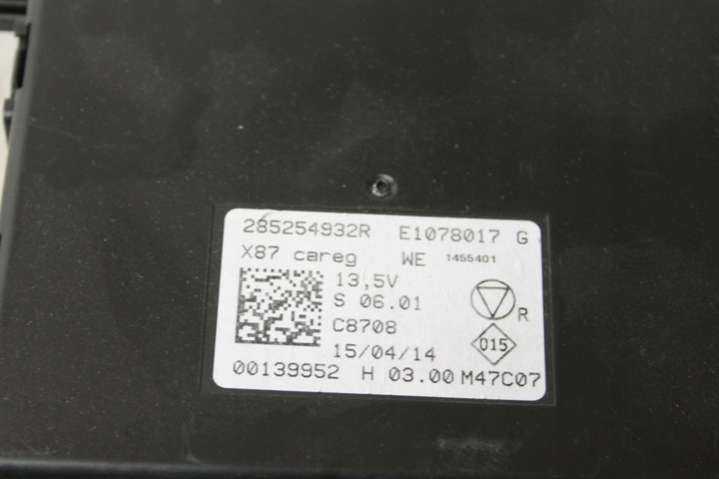 285254932R E1078017 G
X87 careg WE 1455401
13,5V
S 06.01
R
C8708
015
15/04/14
00139952 H 03.00 M47C07